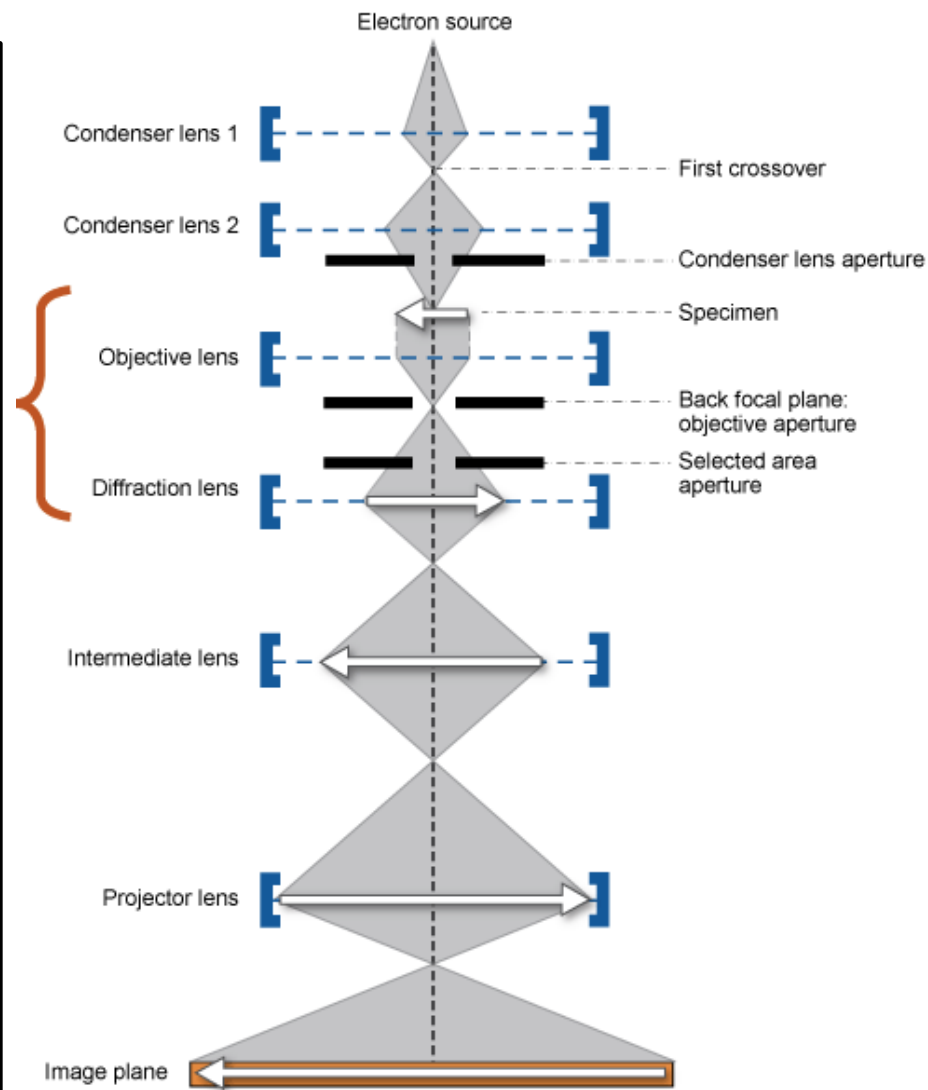 Electron source
Condenser lens 1
First crossover
Condenser lens 2
Condenser lens aperture
Specimen
Objective lens
Back focal plane:
objective aperture
Selected area
aperture
Diffraction lens
Intermediate lens
Projector lens
Image plane